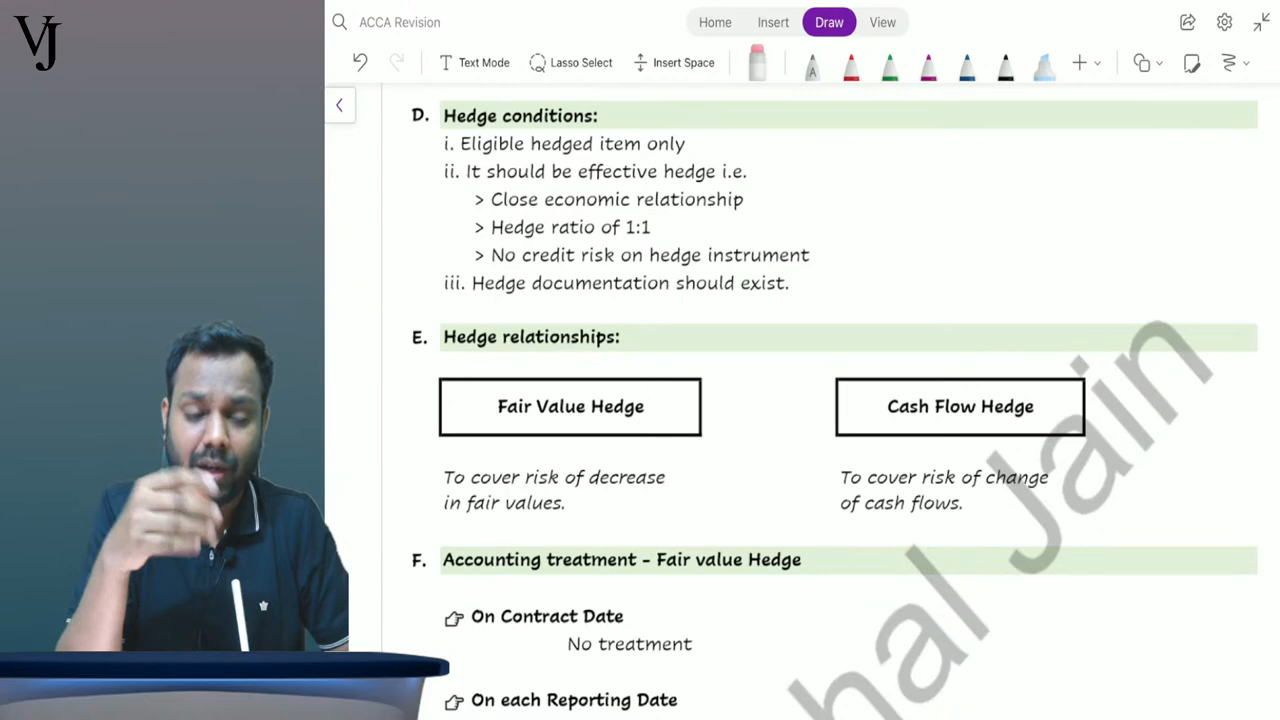 VJ
ACCA Revision
Home Insert Draw View
Text Mode Lasso Select Insert Space
D. Hedge conditions:
i. Eligible hedged item only
ii. It should be effective hedge i.e.
> Close economic relationship
> Hedge ratio of 1:1
> No credit risk on hedge instrument
iii. Hedge documentation should exist.
E. Hedge relationships:
Fair Value Hedge Cash Flow Hedge
To cover risk of decrease To cover risk of change
in fair values. of cash flows.
F. Accounting treatment - Fair value Hedge
On Contract Date
No treatment
On each Reporting Date
hal Jain